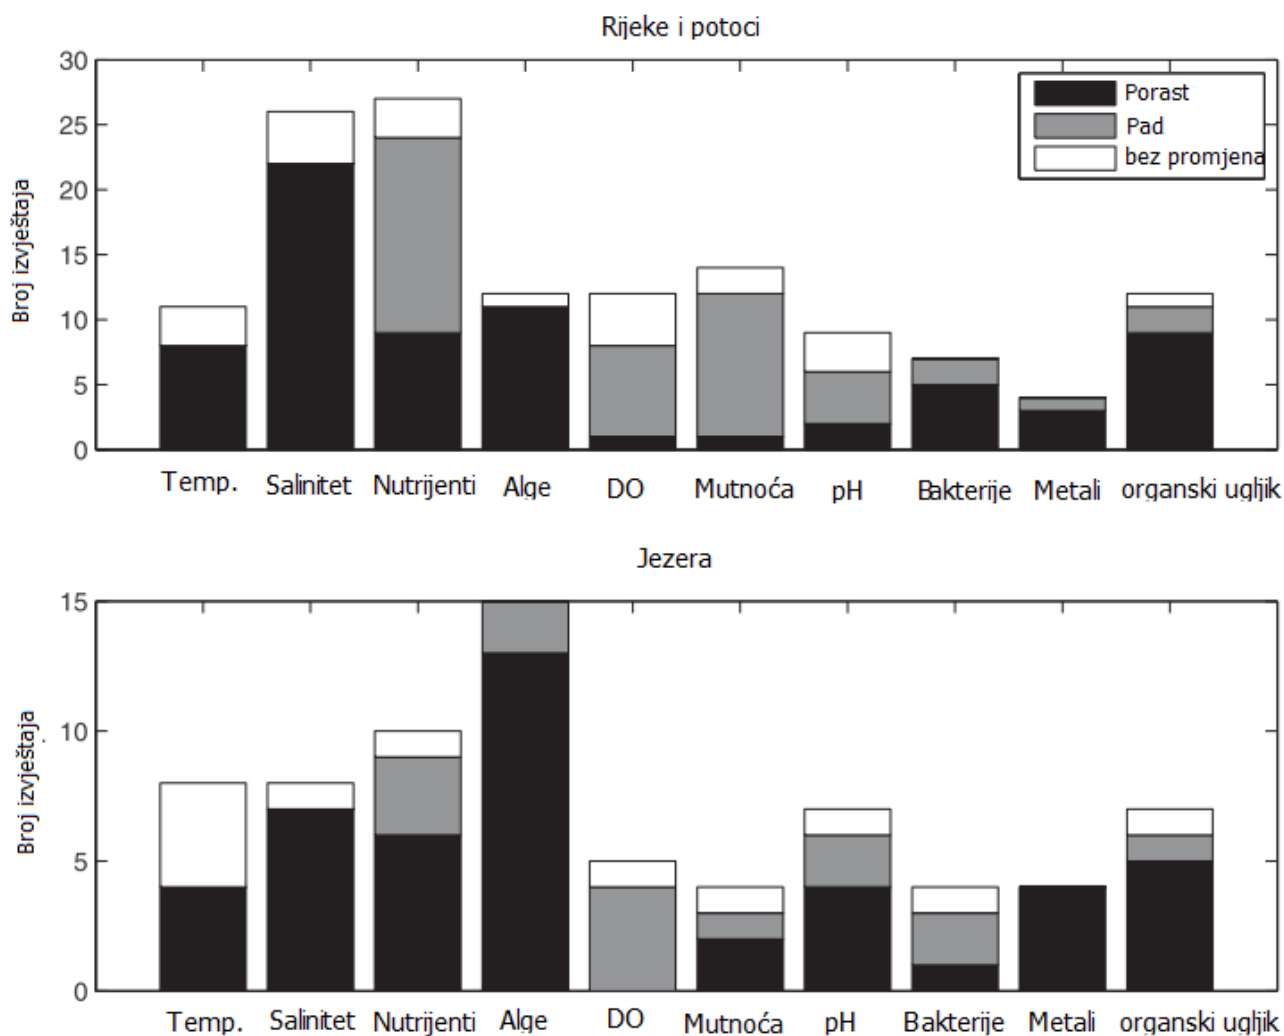 Rijeke i potoci
30
25
20
15
10
5
0
Broj izvještaja
Porast
Pad
bez promjena
Temp. Salinitet Nutrijenti Alge DO Mutnoća pH Bakterije Metali organski ugljik
Jezera
15
10
5
0
Broj izvještaja
Temp. Salinitet Nutrijenti Alge DO Mutnoća pH Bakterije Metali organski ugljik